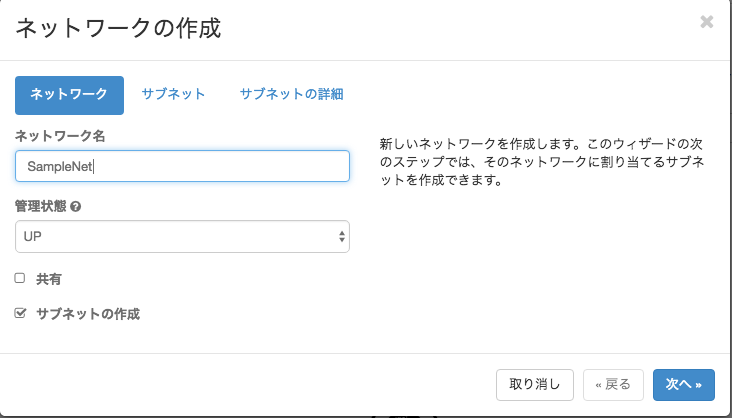 ネットワークの作成
×
ネットワーク サブネット サブネットの詳細
ネットワーク名
SampleNet
新しいネットワークを作成します。このウィザードの次
のステップでは、そのネットワークに割り当てるサブネ
ットを作成できます。
管理状態
UP
共有
サブネットの作成
取り消し « 戻る 次へ »